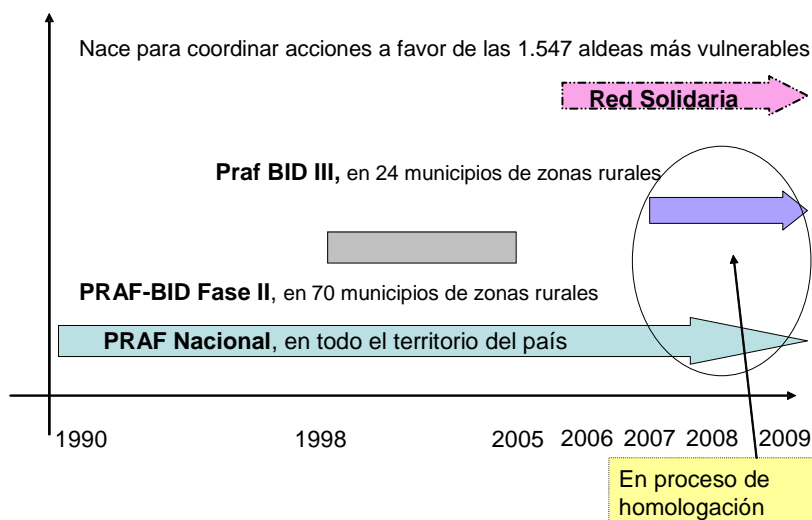 Nace para coordinar acciones a favor de las 1.547 aldeas más vulnerables
Red Solidaria
Praf BID III, en 24 municipios de zonas rurales
PRAF-BID Fase II, en 70 municipios de zonas rurales
PRAF Nacional, en todo el territorio del país
1990 1998 2005 2006 2007 2008 2009
En proceso de
homologación